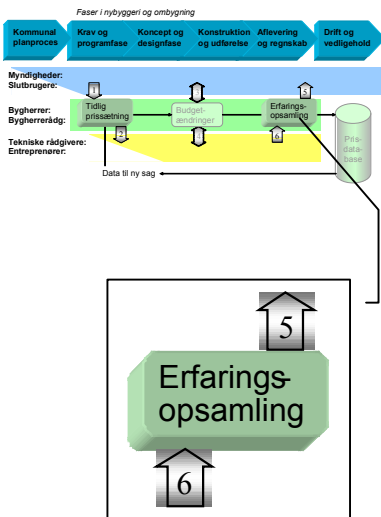 Faser i nybyggeri og ombygning
Kommunal
planproces
Krav og
programfase
Koncept og
designfase
Konstruktion
og udførelse
Aflevering
og regnskab
Drift og
vedligehold
Myndigheder:
Slutbrugere:
1
5
Bygherrer:
Bygherrerådg:
Tidlig
prissætning
Budget-
ændringer
Erfarings-
opsamling
Pris-
data-
base
2
4
6
Tekniske rådgivere:
Entreprenører:
Data til ny sag
5
Erfarings-
opsamling
6